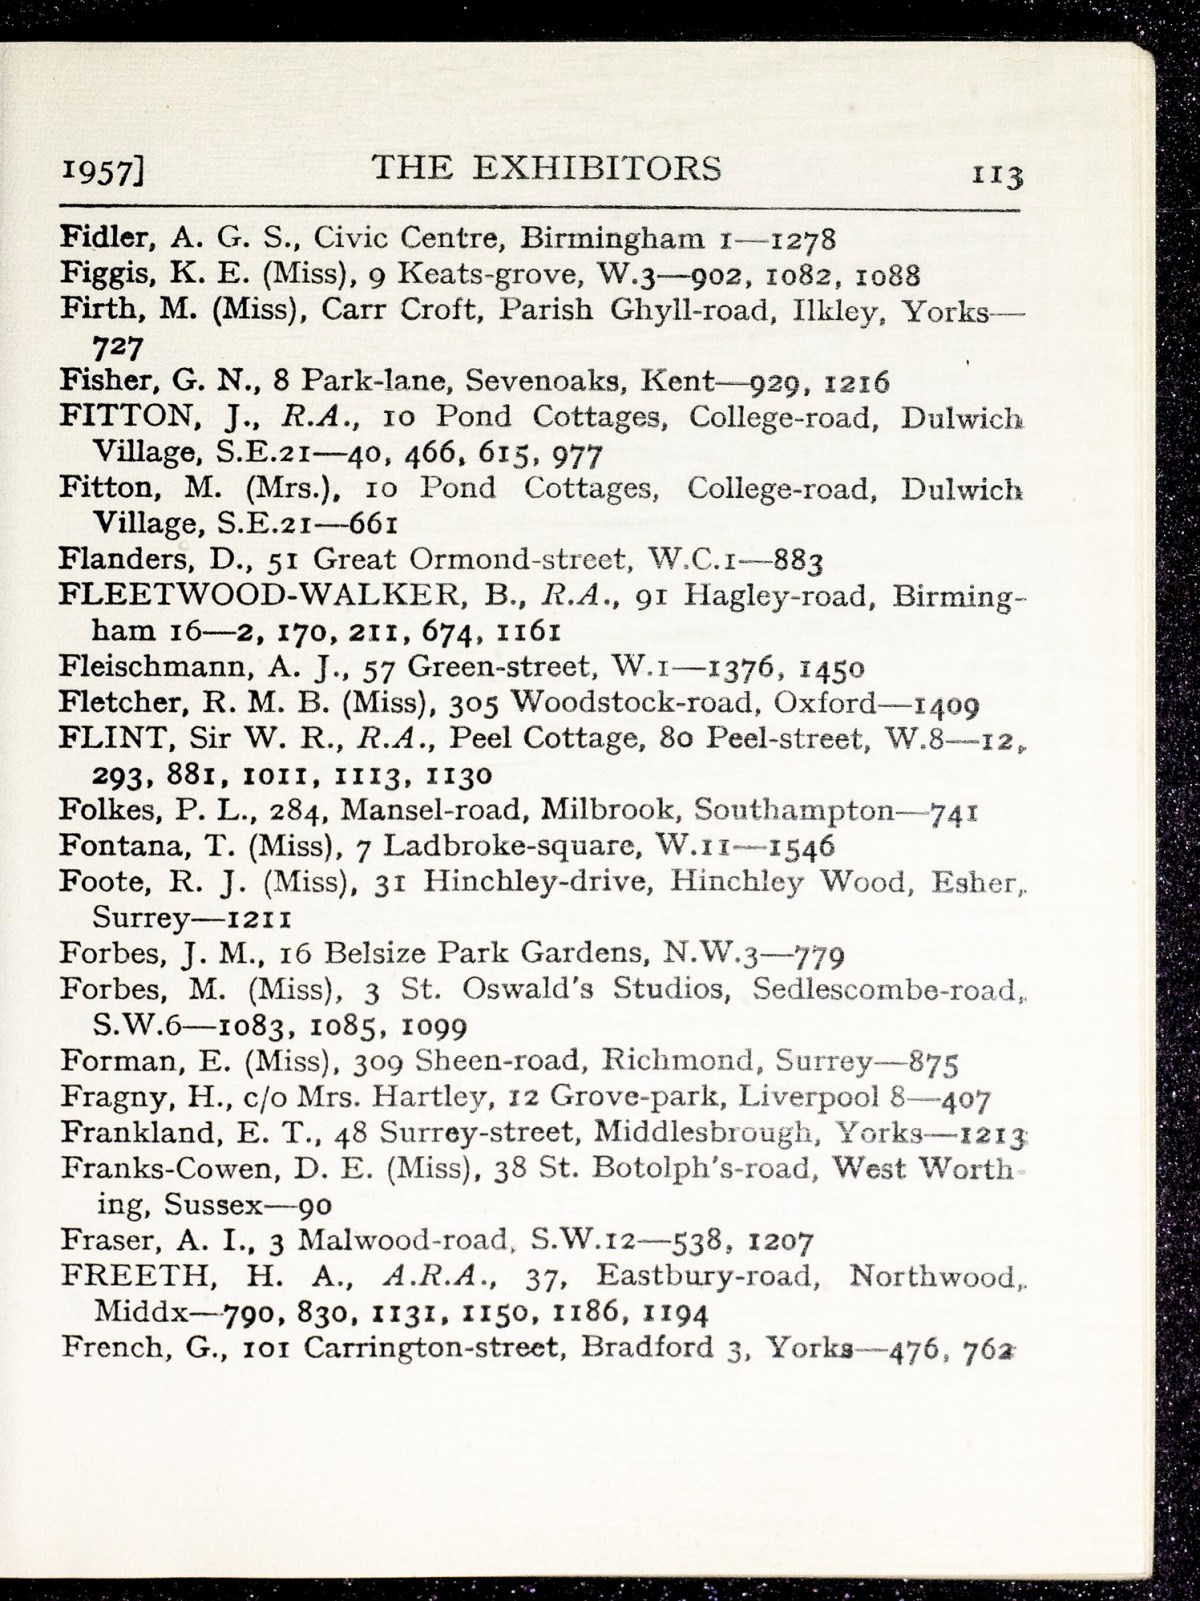 1957] THE EXHIBITORS 113
Fidler, A. G. S., Civic Centre, Birmingham 1—1278
Figgis, K. E. (Miss), 9 Keats-grove, W.3—902, 1082, 1088
Firth, M. (Miss), Carr Croft, Parish Ghyll-road, Ilkley, Yorks—
727
Fisher, G. N., 8 Park-lane, Sevenoaks, Kent—929, 1216
FITTON, J., R.A., 10 Pond Cottages, College-road, Dulwich
Village, S.E.21—40, 466, 615, 977
Fitton, M. (Mrs.), 10 Pond Cottages, College-road, Dulwich
Village, S.E.21—661
Flanders, D., 51 Great Ormond-street, W.C.1—883
FLEETWOOD-WALKER, B., R.A., 91 Hagley-road, Birming-
ham 16—2, 170, 211, 674, 1161
Fleischmann, A. J., 57 Green-street, W.1—1376, 1450
Fletcher, R. M. B. (Miss), 305 Woodstock-road, Oxford—1409
FLINT, Sir W. R., R.A., Peel Cottage, 80 Peel-street, W.8—12,
293, 881, 1011, 1113, 1130
Folkes, P. L., 284, Mansel-road, Milbrook, Southampton—741
Fontana, T. (Miss), 7 Ladbroke-square, W.11—1546
Foote, R. J. (Miss), 31 Hinchley-drive, Hinchley Wood, Esher,
Surrey—1211
Forbes, J. M., 16 Belsize Park Gardens, N.W.3—779
Forbes, M. (Miss), 3 St. Oswald's Studios, Sedlescombe-road,
S.W.6—1083, 1085, 1099
Forman, E. (Miss), 309 Sheen-road, Richmond, Surrey—875
Fragny, H., c/o Mrs. Hartley, 12 Grove-park, Liverpool 8—407
Frankland, E. T., 48 Surrey-street, Middlesbrough, Yorks—1213
Franks-Cowen, D. E. (Miss), 38 St. Botolph's-road, West Worth-
ing, Sussex—90
Fraser, A. I., 3 Malwood-road, S.W.12—538, 1207
FREETH, H. A., A.R.A., 37, Eastbury-road, Northwood,
Middx—790, 830, 1131, 1150, 1186, 1194
French, G., 101 Carrington-street, Bradford 3, Yorks—476, 762